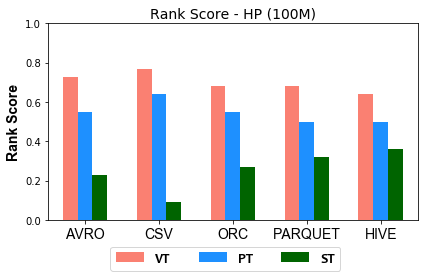 Rank Score - HP (100M)
1.0
0.8
0.6
0.4
0.2
0.0
Rank Score
AVRO CSV ORC PARQUET HIVE
VT PT ST